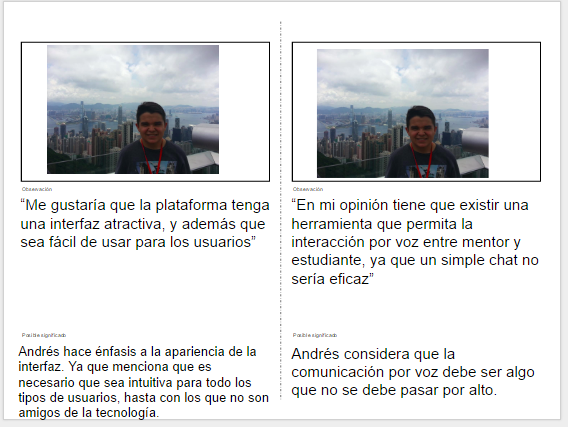 Observación
“Me gustaría que la plataforma tenga
una interfaz atractiva, y además que
sea fácil de usar para los usuarios”
Posible significado
Andrés hace énfasis a la apariencia de la
interfaz. Ya que menciona que es
necesario que sea intuitiva para todo los
tipos de usuarios, hasta con los que no son
amigos de la tecnología.
Observación
“En mi opinión tiene que existir una
herramienta que permita la
interacción por voz entre mentor y
estudiante, ya que un simple chat no
sería eficaz”
Posible significado
Andrés considera que la
comunicación por voz debe ser algo
que no se debe pasar por alto.